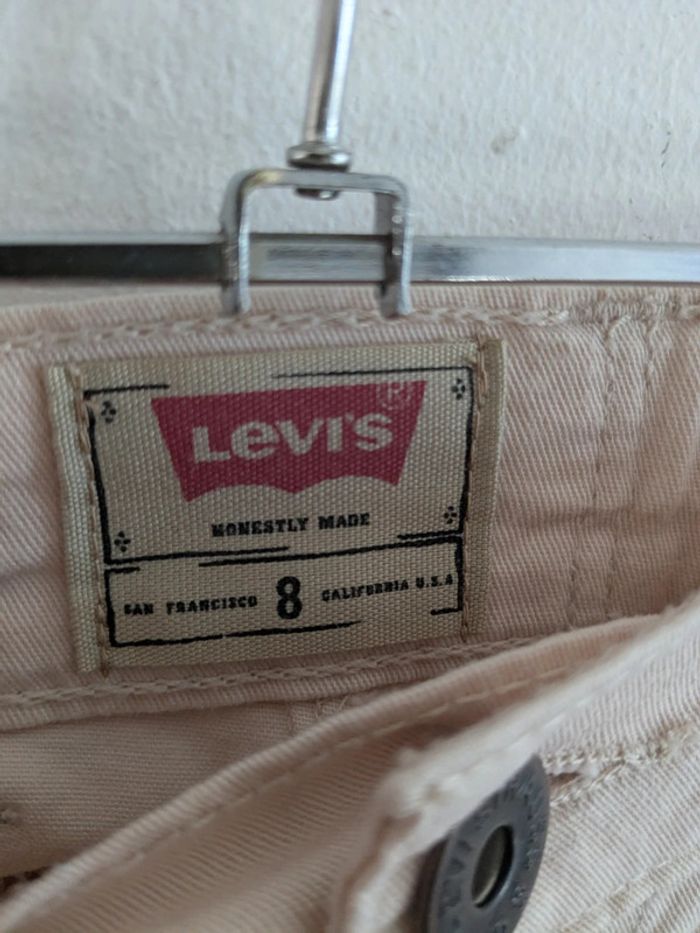 LEVI'S ®
HONESTLY MADE
SAN FRANCISCO 8 CALIFORNIA U.S.A